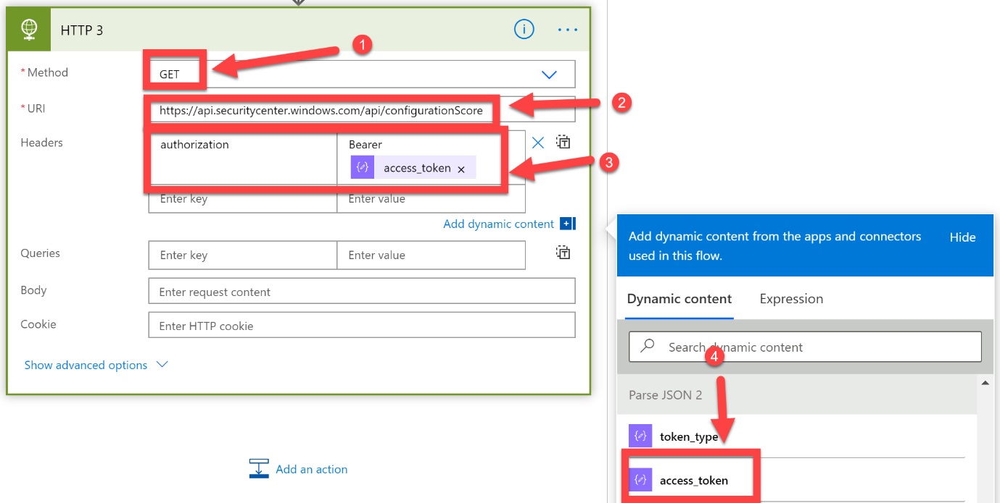 HTTP 3
1
* Method
GET
* URI
https://api.securitycenter.windows.com/api/configurationScore
2
Headers
authorization
Bearer
access_token ×
3
Enter key
Enter value
Add dynamic content
Queries
Enter key
Enter value
Body
Enter request content
Cookie
Enter HTTP cookie
Show advanced options
Add an action
Add dynamic content from the apps and connectors
used in this flow.
Hide
Dynamic content
Expression
Search dynamic content
4
Parse JSON 2
token_type
access_token